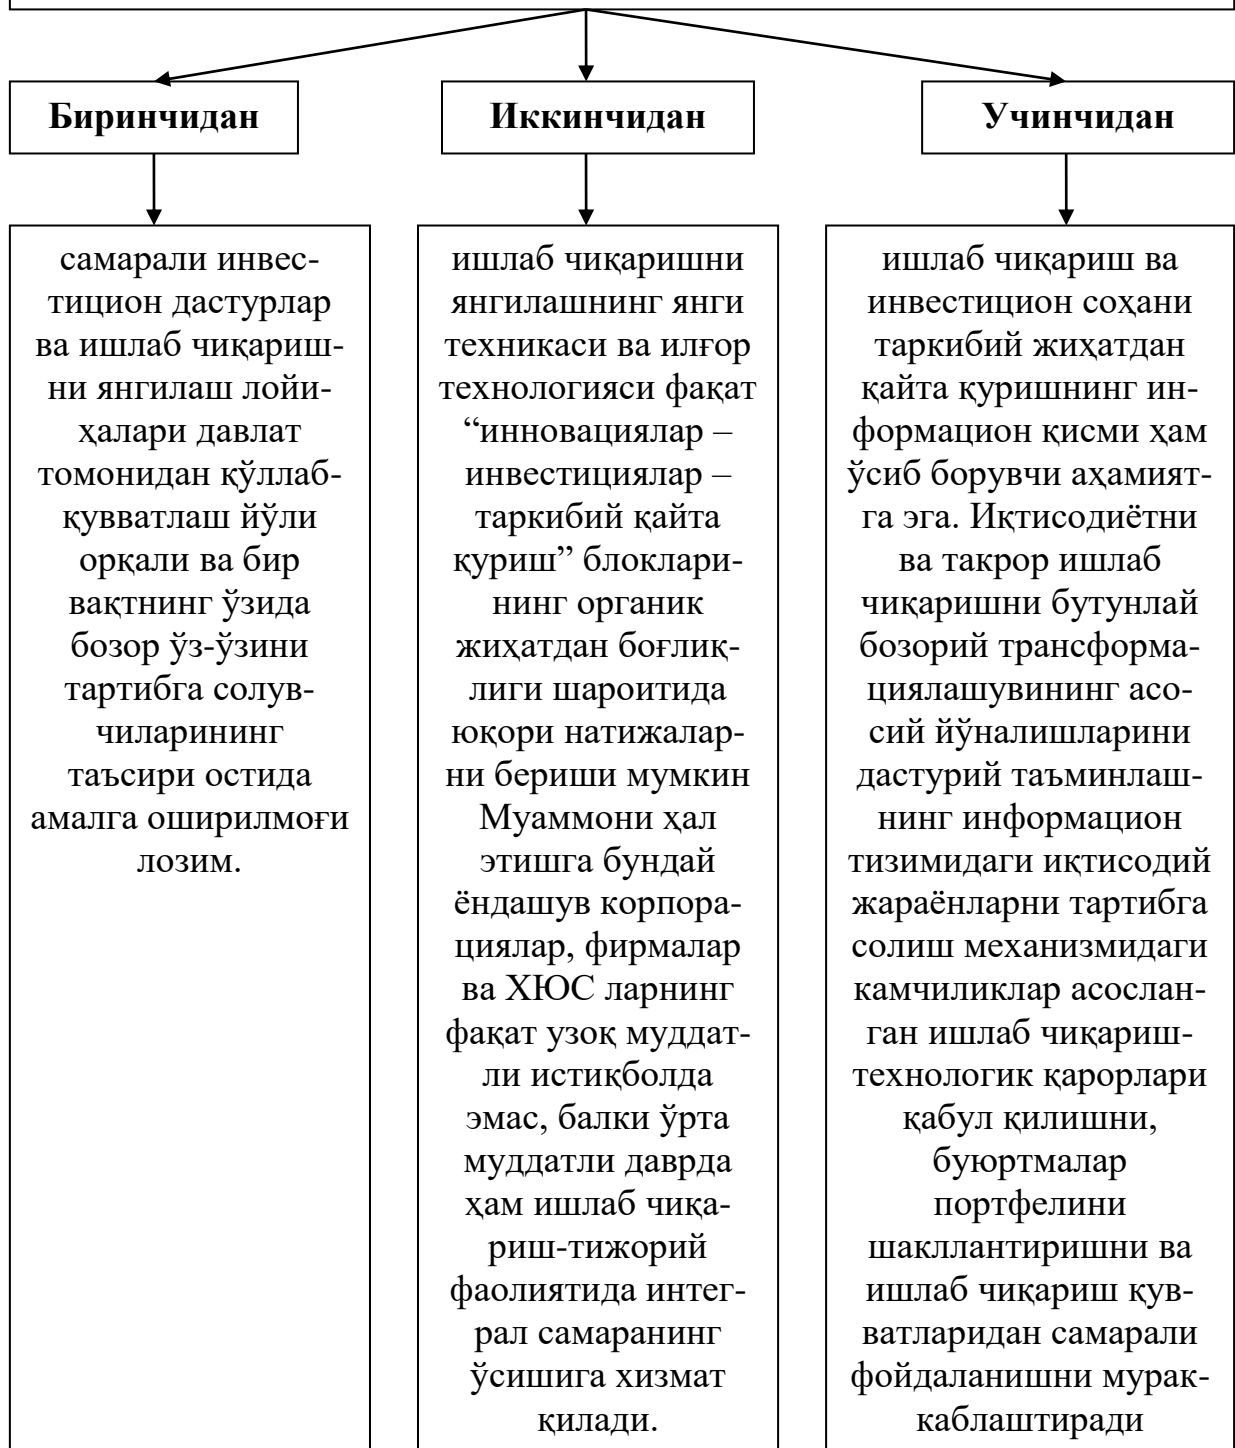 Биринчидан
Иккинчидан
Учинчидан
самарали инвес-
тицион дастурлар
ва ишлаб чиқариш-
ни янгилаш лойи-
ҳалари давлат
томонидан қўллаб-
қувватлаш йўли
орқали ва бир
вақтнинг ўзида
бозор ўз-ўзини
тартибга солув-
чиларининг
таъсири остида
амалга оширилмоғи
лозим.
ишлаб чиқаришни
янгилашнинг янги
техникаси ва илғор
технологияси фақат
“инновациялар –
инвестициялар –
таркибий қайта
қуриш” блоклари-
нинг органик
жиҳатдан боғлиқ-
лиги шароитида
юқори натижалар-
ни бериши мумкин
Муаммони ҳал
этишга бундай
ёндашув корпора-
циялар, фирмалар
ва ХЮС ларнинг
фақат узоқ муддат-
ли истиқболда
эмас, балки ўрта
муддатли даврда
ҳам ишлаб чиқа-
риш-тижорий
фаолиятида интег-
рал самаранинг
ўсишига хизмат
қилади.
ишлаб чиқариш ва
инвестицион соҳани
таркибий жиҳатдан
қайта қуришнинг ин-
формацион қисми ҳам
ўсиб борувчи аҳамият-
га эга. Иқтисодиётни
ва такрор ишлаб
чиқаришни бутунлай
бозорий трансформа-
циялашувининг асо-
сий йўналишларини
дастурий таъминлаш-
нинг информацион
тизимидаги иқтисодий
жараёнларни тартибга
солиш механизмидаги
камчиликлар асослан-
ган ишлаб чиқариш-
технологик қарорлари
қабул қилишни,
буюртмалар
портфелини
шакллантиришни ва
ишлаб чиқариш қув-
ватларидан самарали
фойдаланишни мурак-
каблаштиради